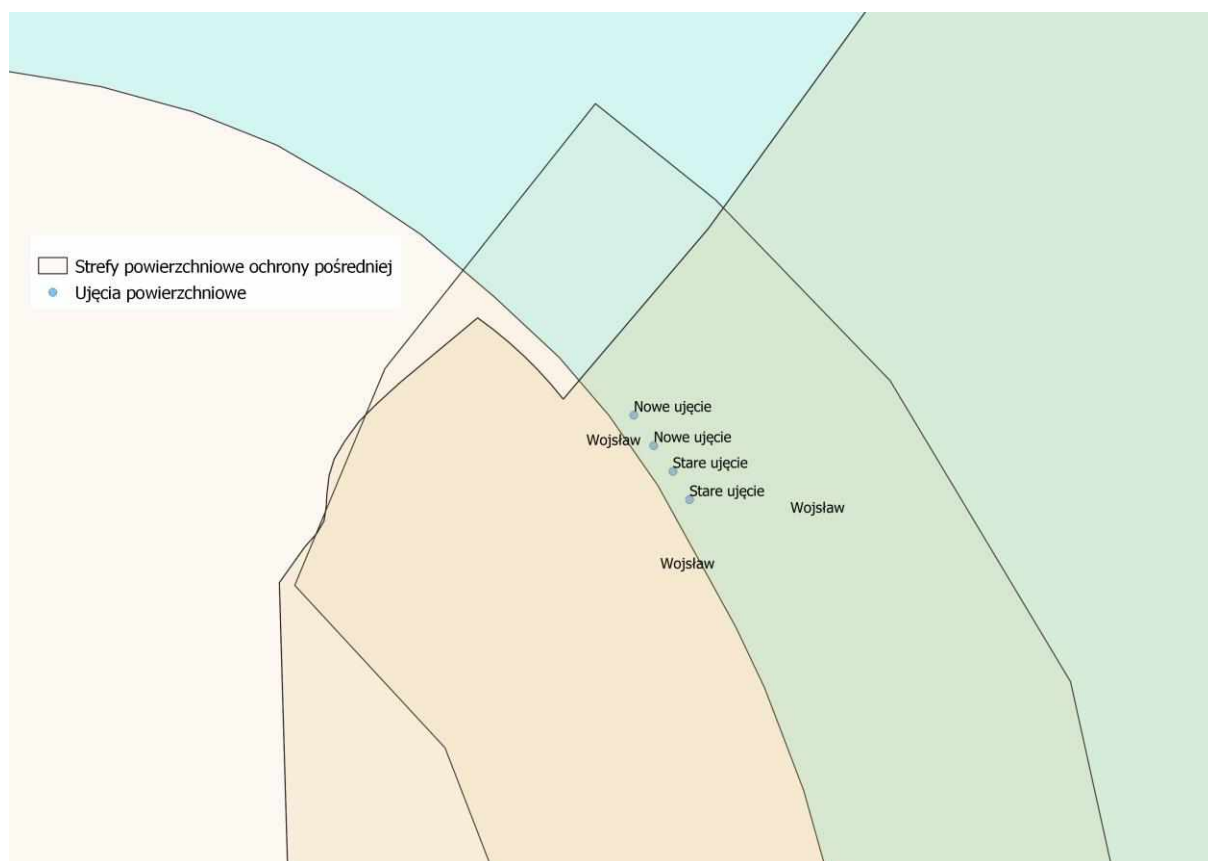 Strefy powierzchniowe ochrony pośredniej
Ujęcia powierzchniowe
Nowe ujęcie
Wojsław
Nowe ujęcie
Stare ujęcie
Stare ujęcie
Wojsław
Wojsław